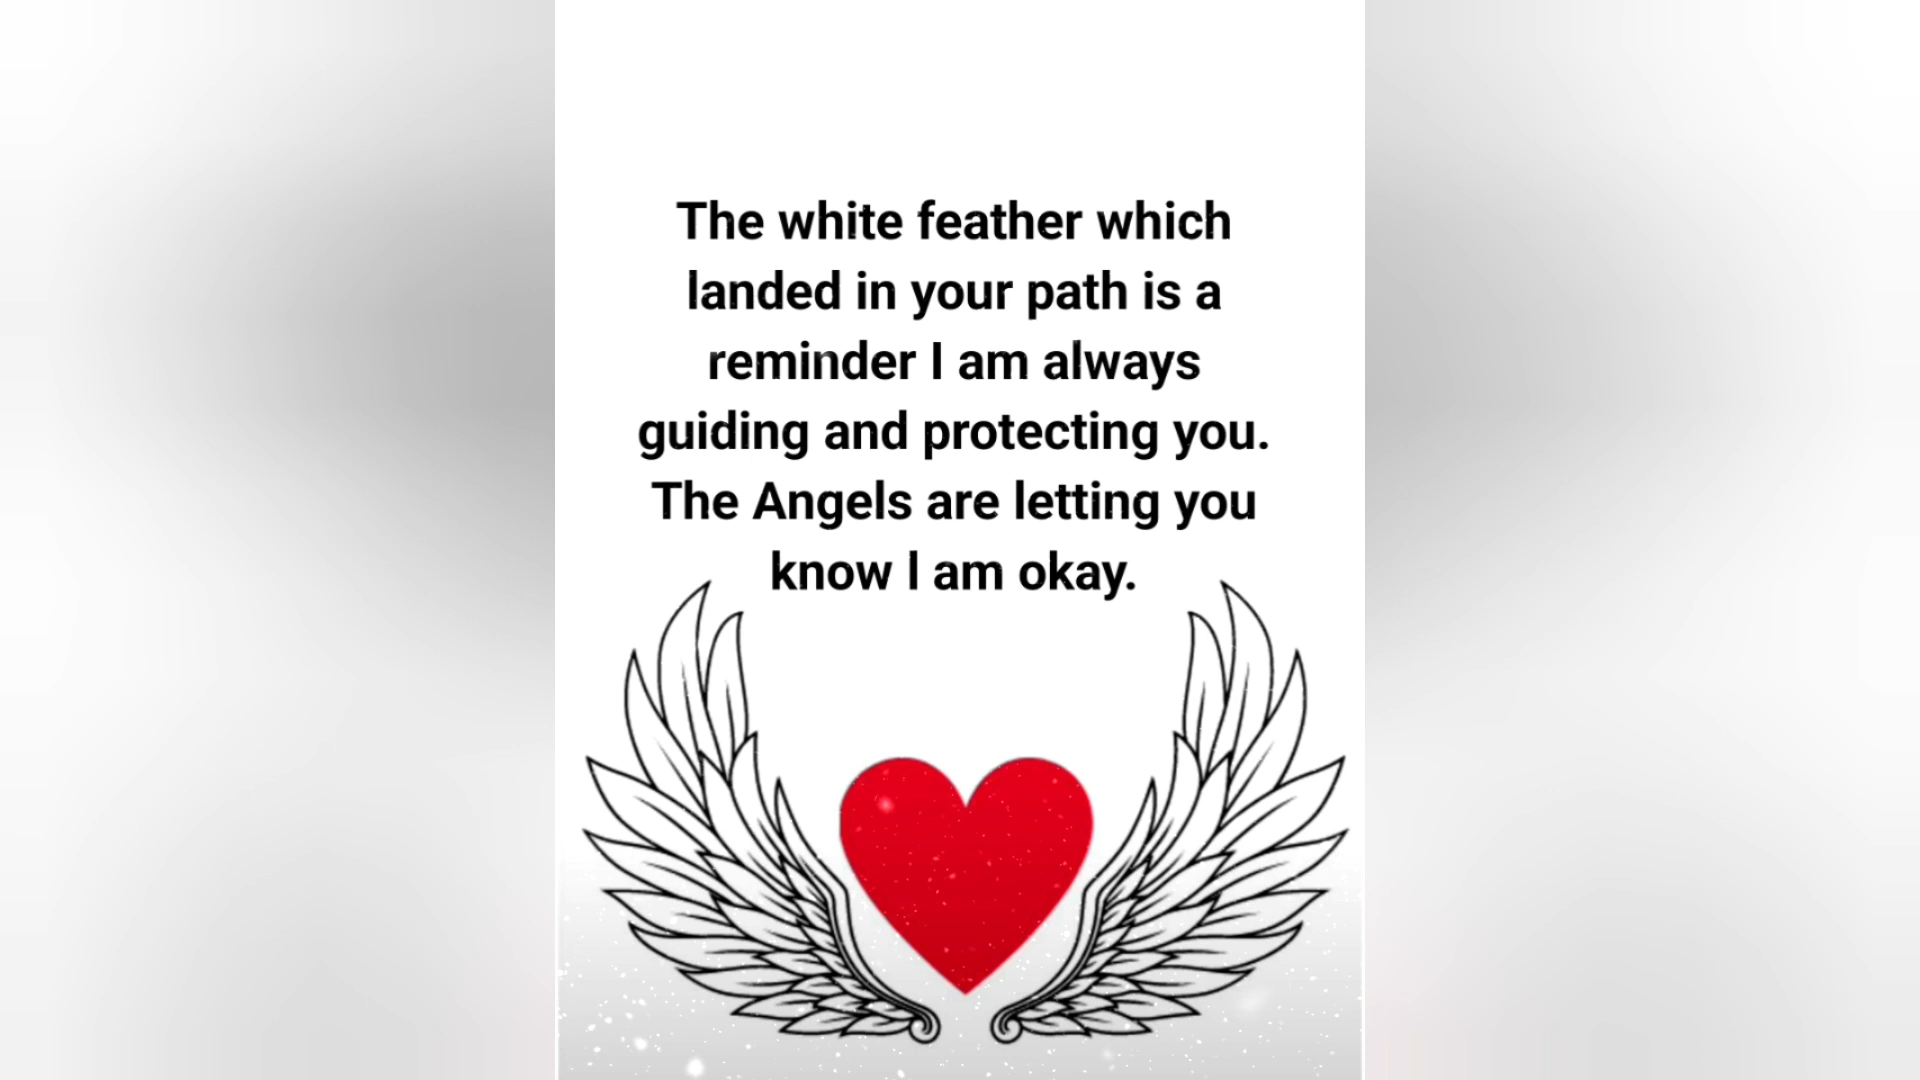 The white feather which
landed in your path is a
reminder I am always
guiding and protecting you.
The Angels are letting you
know I am okay.